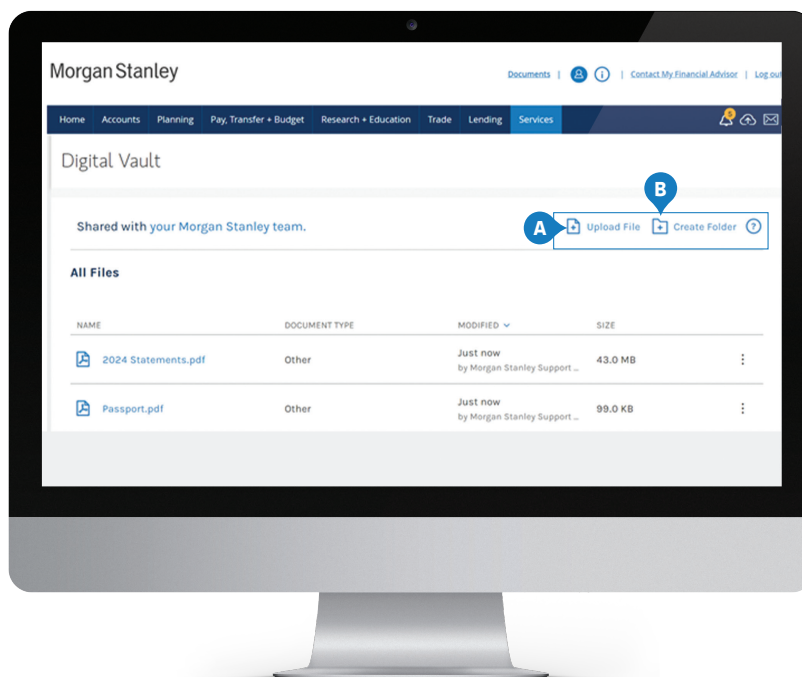 Morgan Stanley
Documents | | Contact My Financial Advisor | Log out
Home Accounts Planning Pay, Transfer + Budget Research + Education Trade Lending Services 5
Digital Vault
B
Shared with your Morgan Stanley team. A Upload File Create Folder ?
All Files
NAME DOCUMENT TYPE MODIFIED SIZE
2024 Statements.pdf Other Just now 43.0 MB
by Morgan Stanley Support ...
Passport.pdf Other Just now 99.0 KB
by Morgan Stanley Support ...